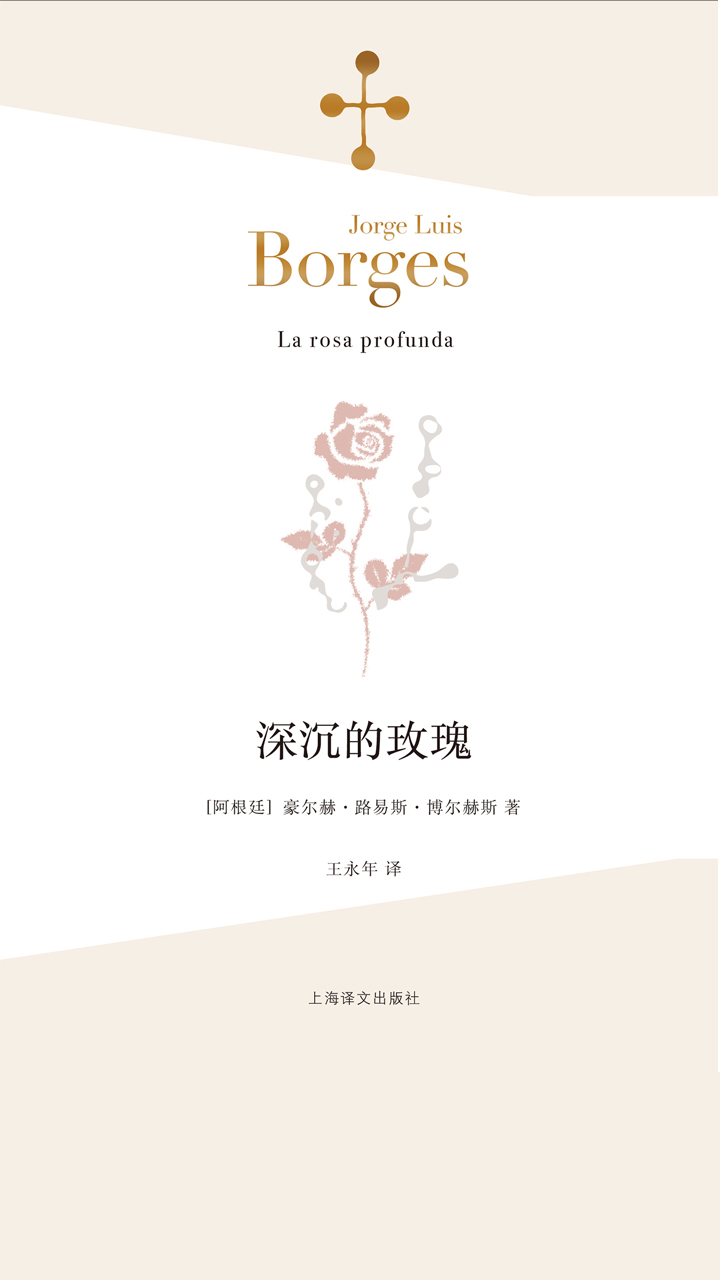 Jorge Luis
Borges
La rosa profunda
深沉的玫瑰
[阿根廷] 豪尔赫·路易斯·博尔赫斯 著
王永年 译
上海译文出版社